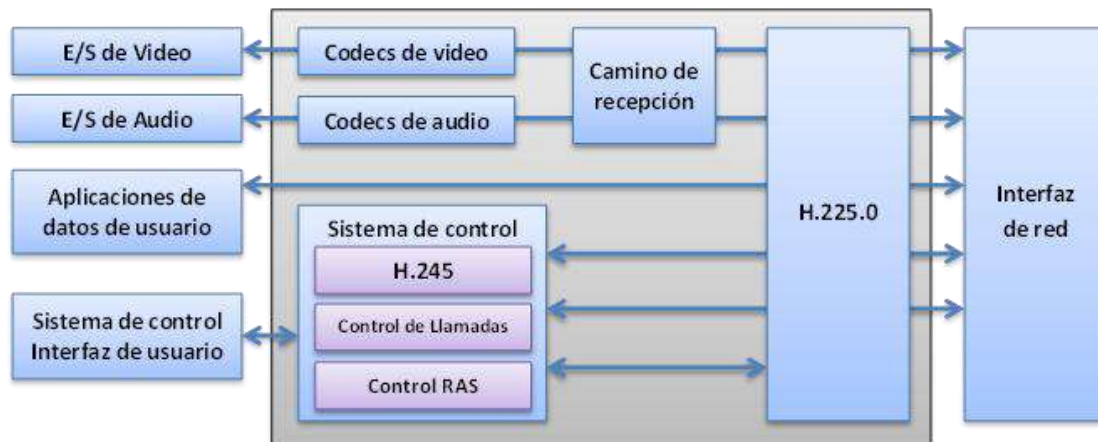 E/S de Video
E/S de Audio
Aplicaciones de
datos de usuario
Sistema de control
Interfaz de usuario
Codecs de video
Codecs de audio
Camino de
recepción
Sistema de control
H.245
Control de Llamadas
Control RAS
H.225.0
Interfaz
de red